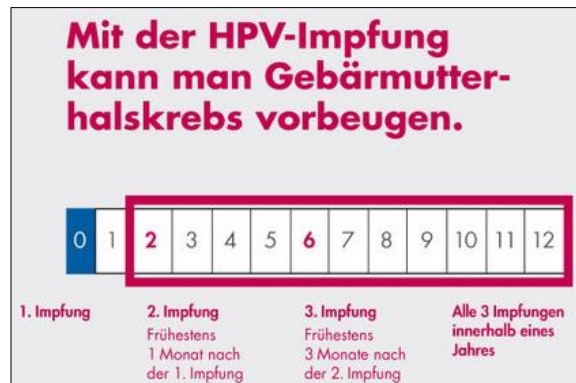 Mit der HPV-Impfung
kann man Gebärmutter-
halskrebs vorbeugen.
0 1 2 3 4 5 6 7 8 9 10 11 12
1. Impfung
2. Impfung
Frühestens
1 Monat nach
der 1. Impfung
3. Impfung
Frühestens
3 Monate nach
der 2. Impfung
Alle 3 Impfungen
innerhalb eines
Jahres